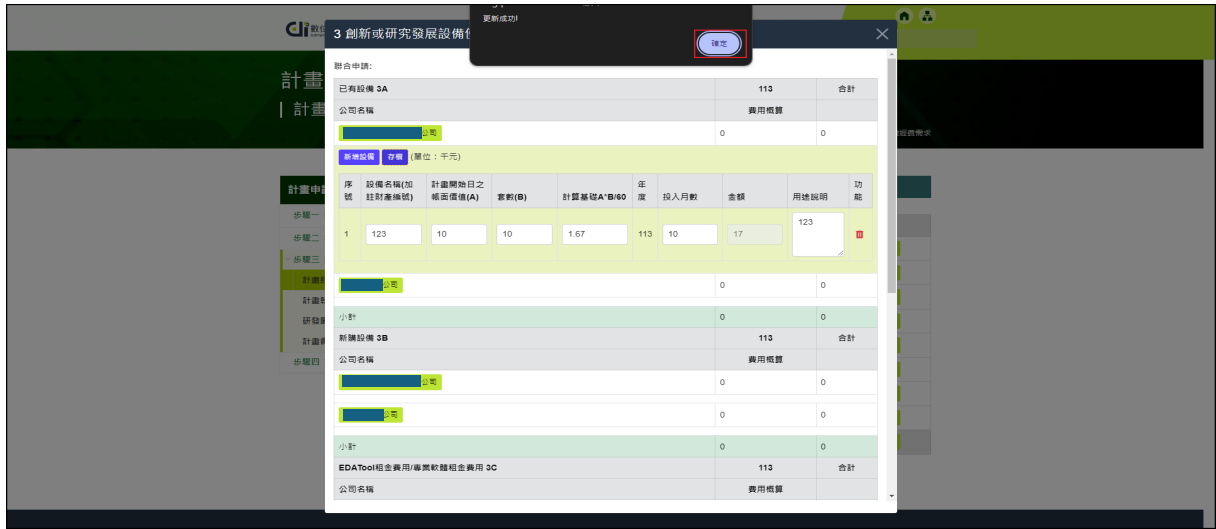 更新成功!
確定
數位
3 創新或研究發展設備使
計畫
| 計畫
聯合申請:
已有設備 3A 113 合計
公司名稱 費用概算
公司 0 0
新增設備 存檔 (單位：千元)
序號 設備名稱(加註財產編號) 計畫開始日之帳面價值(A) 套數(B) 計算基礎A*B/60 年度 投入月數 金額 用途說明 功能
1 123 10 10 1.67 113 10 17 123
公司 0 0
小計 0 0
新購設備 3B 113 合計
公司名稱 費用概算
公司 0 0
公司 0 0
小計 0 0
EDATool租金費用/專業軟體租金費用 3C 113 合計
公司名稱 費用概算
計畫申請
步驟一
步驟二
步驟三
計畫
計畫
研發
計畫
步驟四
經費需求